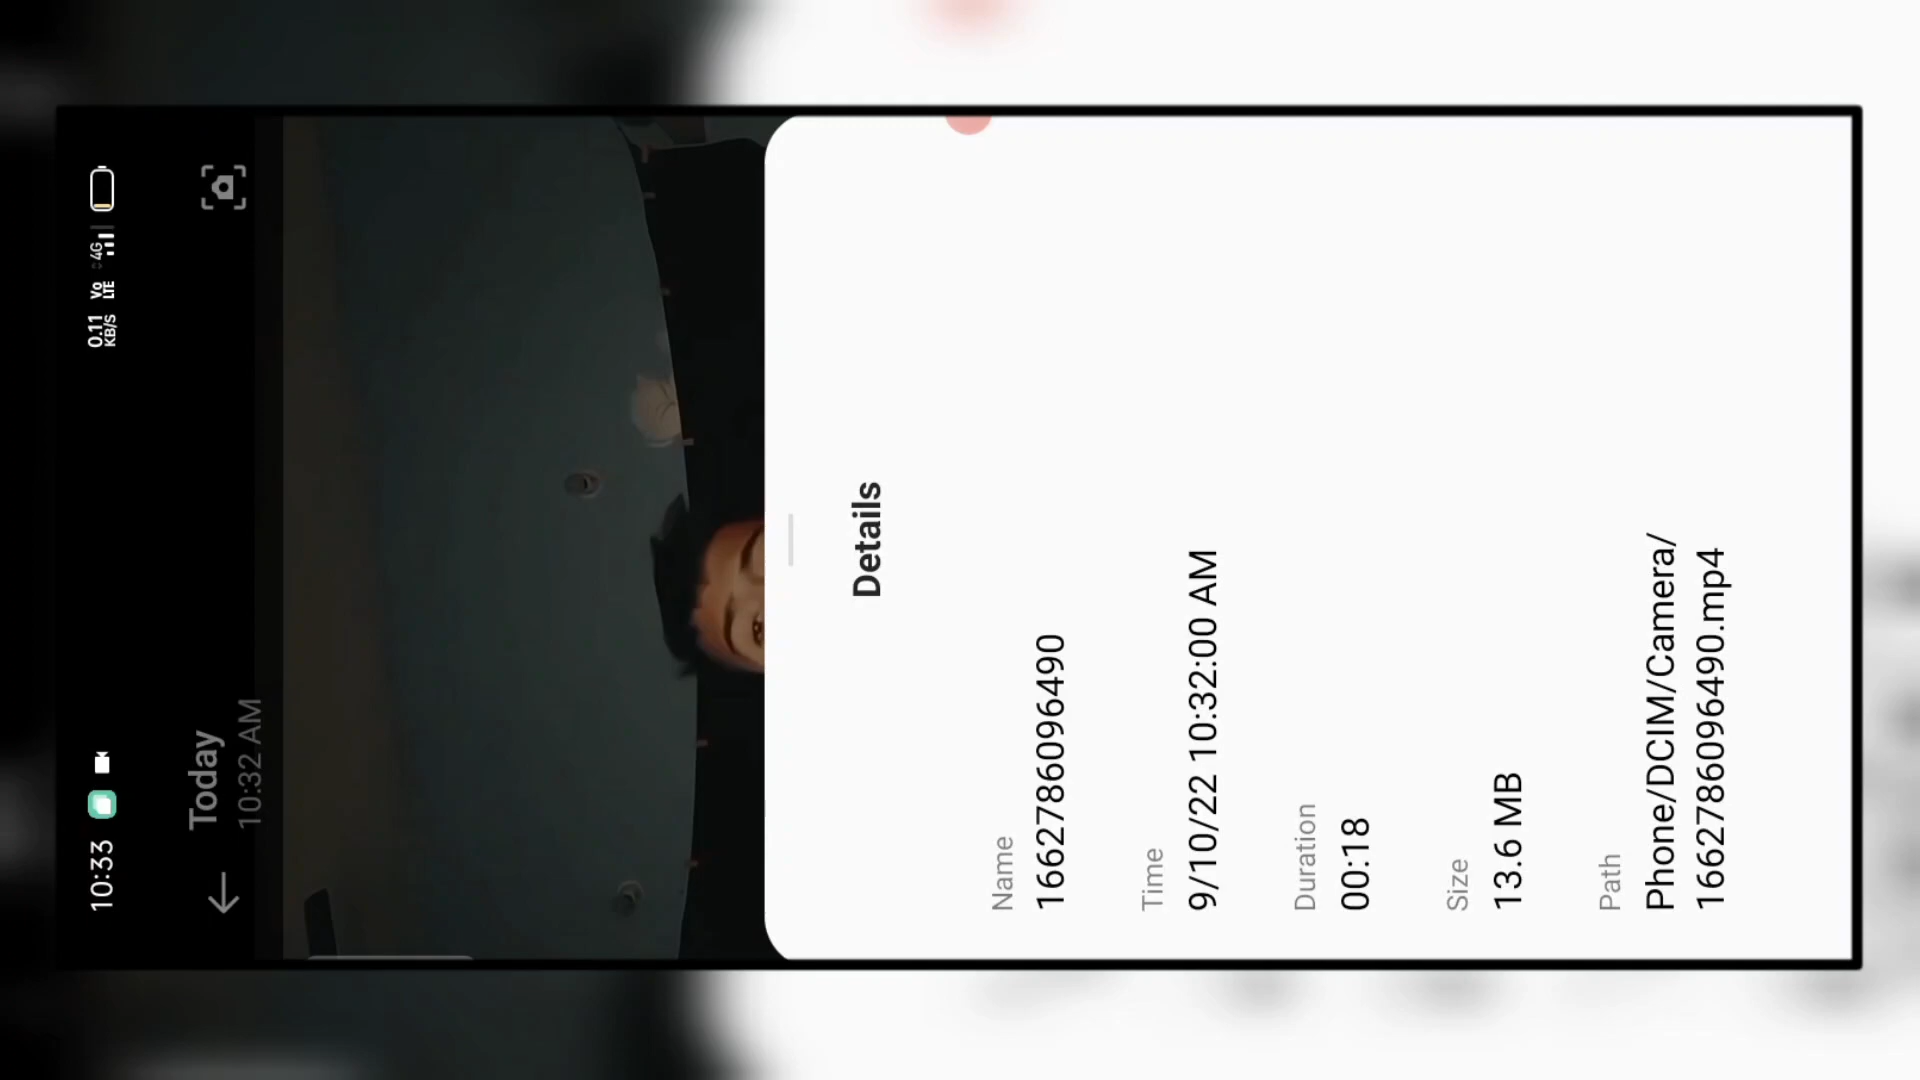 10:33
0.11 KB/S Vo LTE 4G
Today
10:32 AM
Details
Name
1662786096490
Time
9/10/22 10:32:00 AM
Duration
00:18
Size
13.6 MB
Path
Phone/DCIM/Camera/
1662786096490.mp4